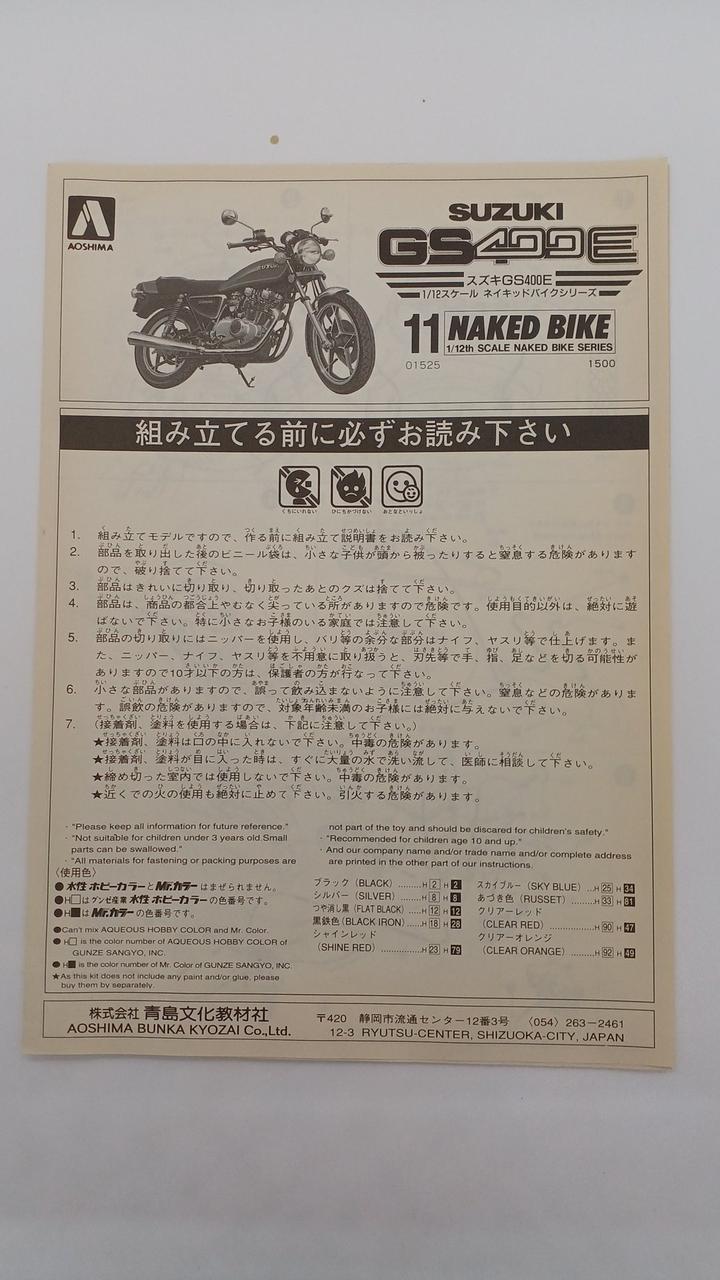 AOSHIMA
SUZUKI
GS400E
スズキGS400E
1/12スケール ネイキッドバイクシリーズ
11 NAKED BIKE
1/12th SCALE NAKED BIKE SERIES
01525 1500
組み立てる前に必ずお読み下さい
くちにいれない ひにちかづけない おとなといっしょ
1. 組み立てモデルですので、作る前に組み立て説明書をお読み下さい。
2. 部品を取り出した後のビニール袋は、小さな子供が頭から被ったりすると窒息する危険があります
ので、破り捨てて下さい。
3. 部品はきれいに切り取り、切り取ったあとのクズは捨てて下さい。
4. 部品は、商品の都合上やむなく尖っている所がありますので危険です。使用目的以外は、絶対に遊
ばないで下さい。特に小さなお子様のいる家庭では注意して下さい。
5. 部品の切り取りにはニッパーを使用し、バリ等の余分な部分はナイフ、ヤスリ等で仕上げます。ま
た、ニッパー、ナイフ、ヤスリ等を不用意に取り扱うと、刃先等で手、指、足などを切る可能性が
ありますので10才以下の方は、保護者の方が行なって下さい。
6. 小さな部品がありますので、誤って飲み込まないように注意して下さい。窒息などの危険がありま
す。誤飲の危険がありますので、対象年齢未満のお子様には絶対に与えないで下さい。
7. (接着剤、塗料を使用する場合は、下記に注意して下さい。)
★接着剤、塗料は口の中に入れないで下さい。中毒の危険があります。
★接着剤、塗料が目に入った時は、すぐに大量の水で洗い流して、医師に相談して下さい。
★締め切った室内では使用しないで下さい。中毒の危険があります。
★近くでの火の使用も絶対に止めて下さい。引火する危険があります。
· "Please keep all information for future reference."
· "Not suitable for children under 3 years old.Small
parts can be swallowed."
· "All materials for fastening or packing purposes are
not part of the toy and should be discared for children's safety."
· "Recommended for children age 10 and up."
· And our company name and/or trade name and/or complete address
are printed in the other part of our instructions.
〈使用色〉
●水性ホビーカラーとMr.カラーはまぜられません。
●H□はグンゼ産業水性ホビーカラーの色番号です。
●H■はMr.カラーの色番号です。
●Can't mix AQUEOUS HOBBY COLOR and Mr. Color.
●H□ is the color number of AQUEOUS HOBBY COLOR of
GUNZE SANGYO, INC.
●H■ is the color number of Mr. Color of GUNZE SANGYO, INC.
★As this kit does not include any paint and/or glue, please
buy them by separately.
ブラック (BLACK) ........H 2 H 2
シルバー (SILVER) ........H 8 H 8
つや消し黒 (FLAT BLACK) ........H 12 H 12
黒鉄色 (BLACK IRON) ........H 18 H 28
シャインレッド
(SHINE RED) ........H 23 H 79
スカイブルー (SKY BLUE) ...H 25 H 34
あづき色 (RUSSET) ........H 33 H 81
クリアーレッド
(CLEAR RED) ........H 90 H 47
クリアーオレンジ
(CLEAR ORANGE) ........H 92 H 49
株式会社 青島文化教材社
AOSHIMA BUNKA KYOZAI Co., Ltd.
〒420 静岡市流通センター12番3号 〈054〉263−2461
12-3 RYUTSU-CENTER, SHIZUOKA-CITY, JAPAN